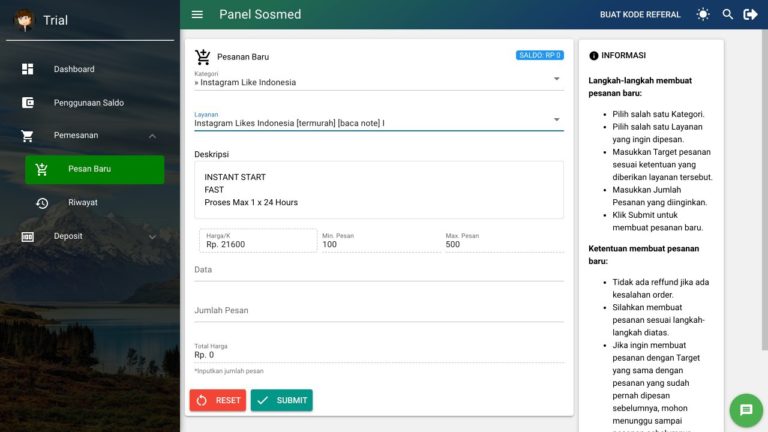 Trial
Dashboard
Penggunaan Saldo
Pemesanan
Pesan Baru
Riwayat
Deposit
Panel Sosmed
BUAT KODE REFERAL
Pesanan Baru
SALDO: RP 0
Kategori
» Instagram Like Indonesia
Layanan
Instagram Likes Indonesia [termurah] [baca note] I
Deskripsi
INSTANT START
FAST
Proses Max 1 x 24 Hours
Harga/K
Rp. 21600
Min. Pesan
100
Max. Pesan
500
Data
Jumlah Pesan
Total Harga
Rp. 0
*Inputkan jumlah pesan
RESET
SUBMIT
INFORMASI
Langkah-langkah membuat
pesanan baru:
• Pilih salah satu Kategori.
• Pilih salah satu Layanan
yang ingin dipesan.
• Masukkan Target pesanan
sesuai ketentuan yang
diberikan layanan tersebut.
• Masukkan Jumlah
Pesanan yang diinginkan.
• Klik Submit untuk
membuat pesanan baru.
Ketentuan membuat pesanan
baru:
• Tidak ada reffund jika ada
kesalahan order.
• Silahkan membuat
pesanan sesuai langkah-
langkah diatas.
• Jika ingin membuat
pesanan dengan Target
yang sama dengan
pesanan yang sudah
pernah dipesan
sebelumnya, mohon
menunggu sampai